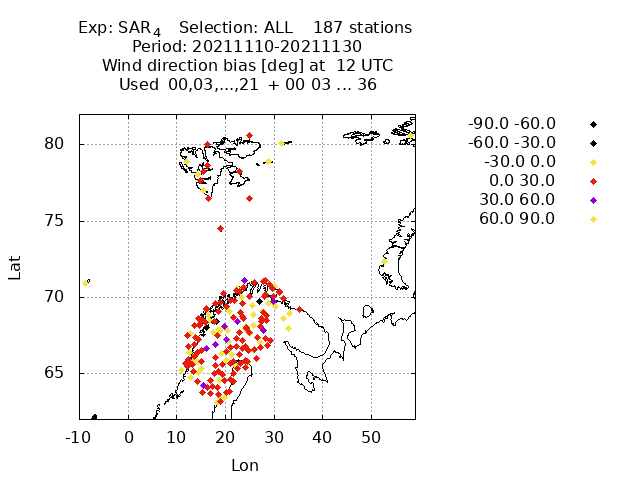 Exp: SAR4 Selection: ALL 187 stations
Period: 20211110-20211130
Wind direction bias [deg] at 12 UTC
Used 00,03,...,21 + 00 03 ... 36
-90.0 -60.0
-60.0 -30.0
-30.0 0.0
0.0 30.0
30.0 60.0
60.0 90.0
80
75
70
65
Lat
-10 0 10 20 30 40 50
Lon